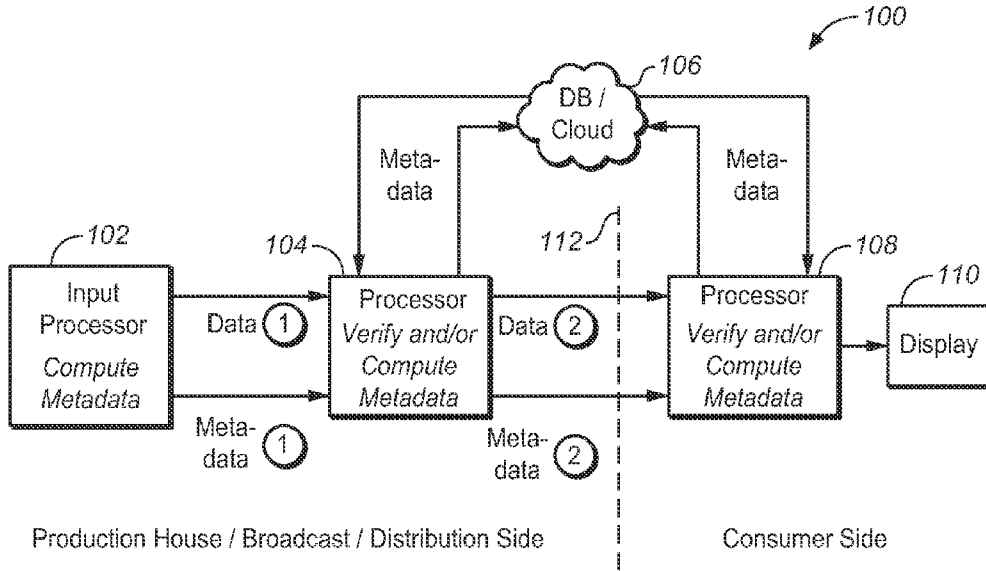 100
106
DB /
Cloud
Meta-
data
Meta-
data
102
104
112
108
110
Input
Processor
Compute
Metadata
Data 1
Meta-
data 1
Processor
Verify and/or
Compute
Metadata
Data 2
Meta-
data 2
Processor
Verify and/or
Compute
Metadata
Display
Production House / Broadcast / Distribution Side
Consumer Side